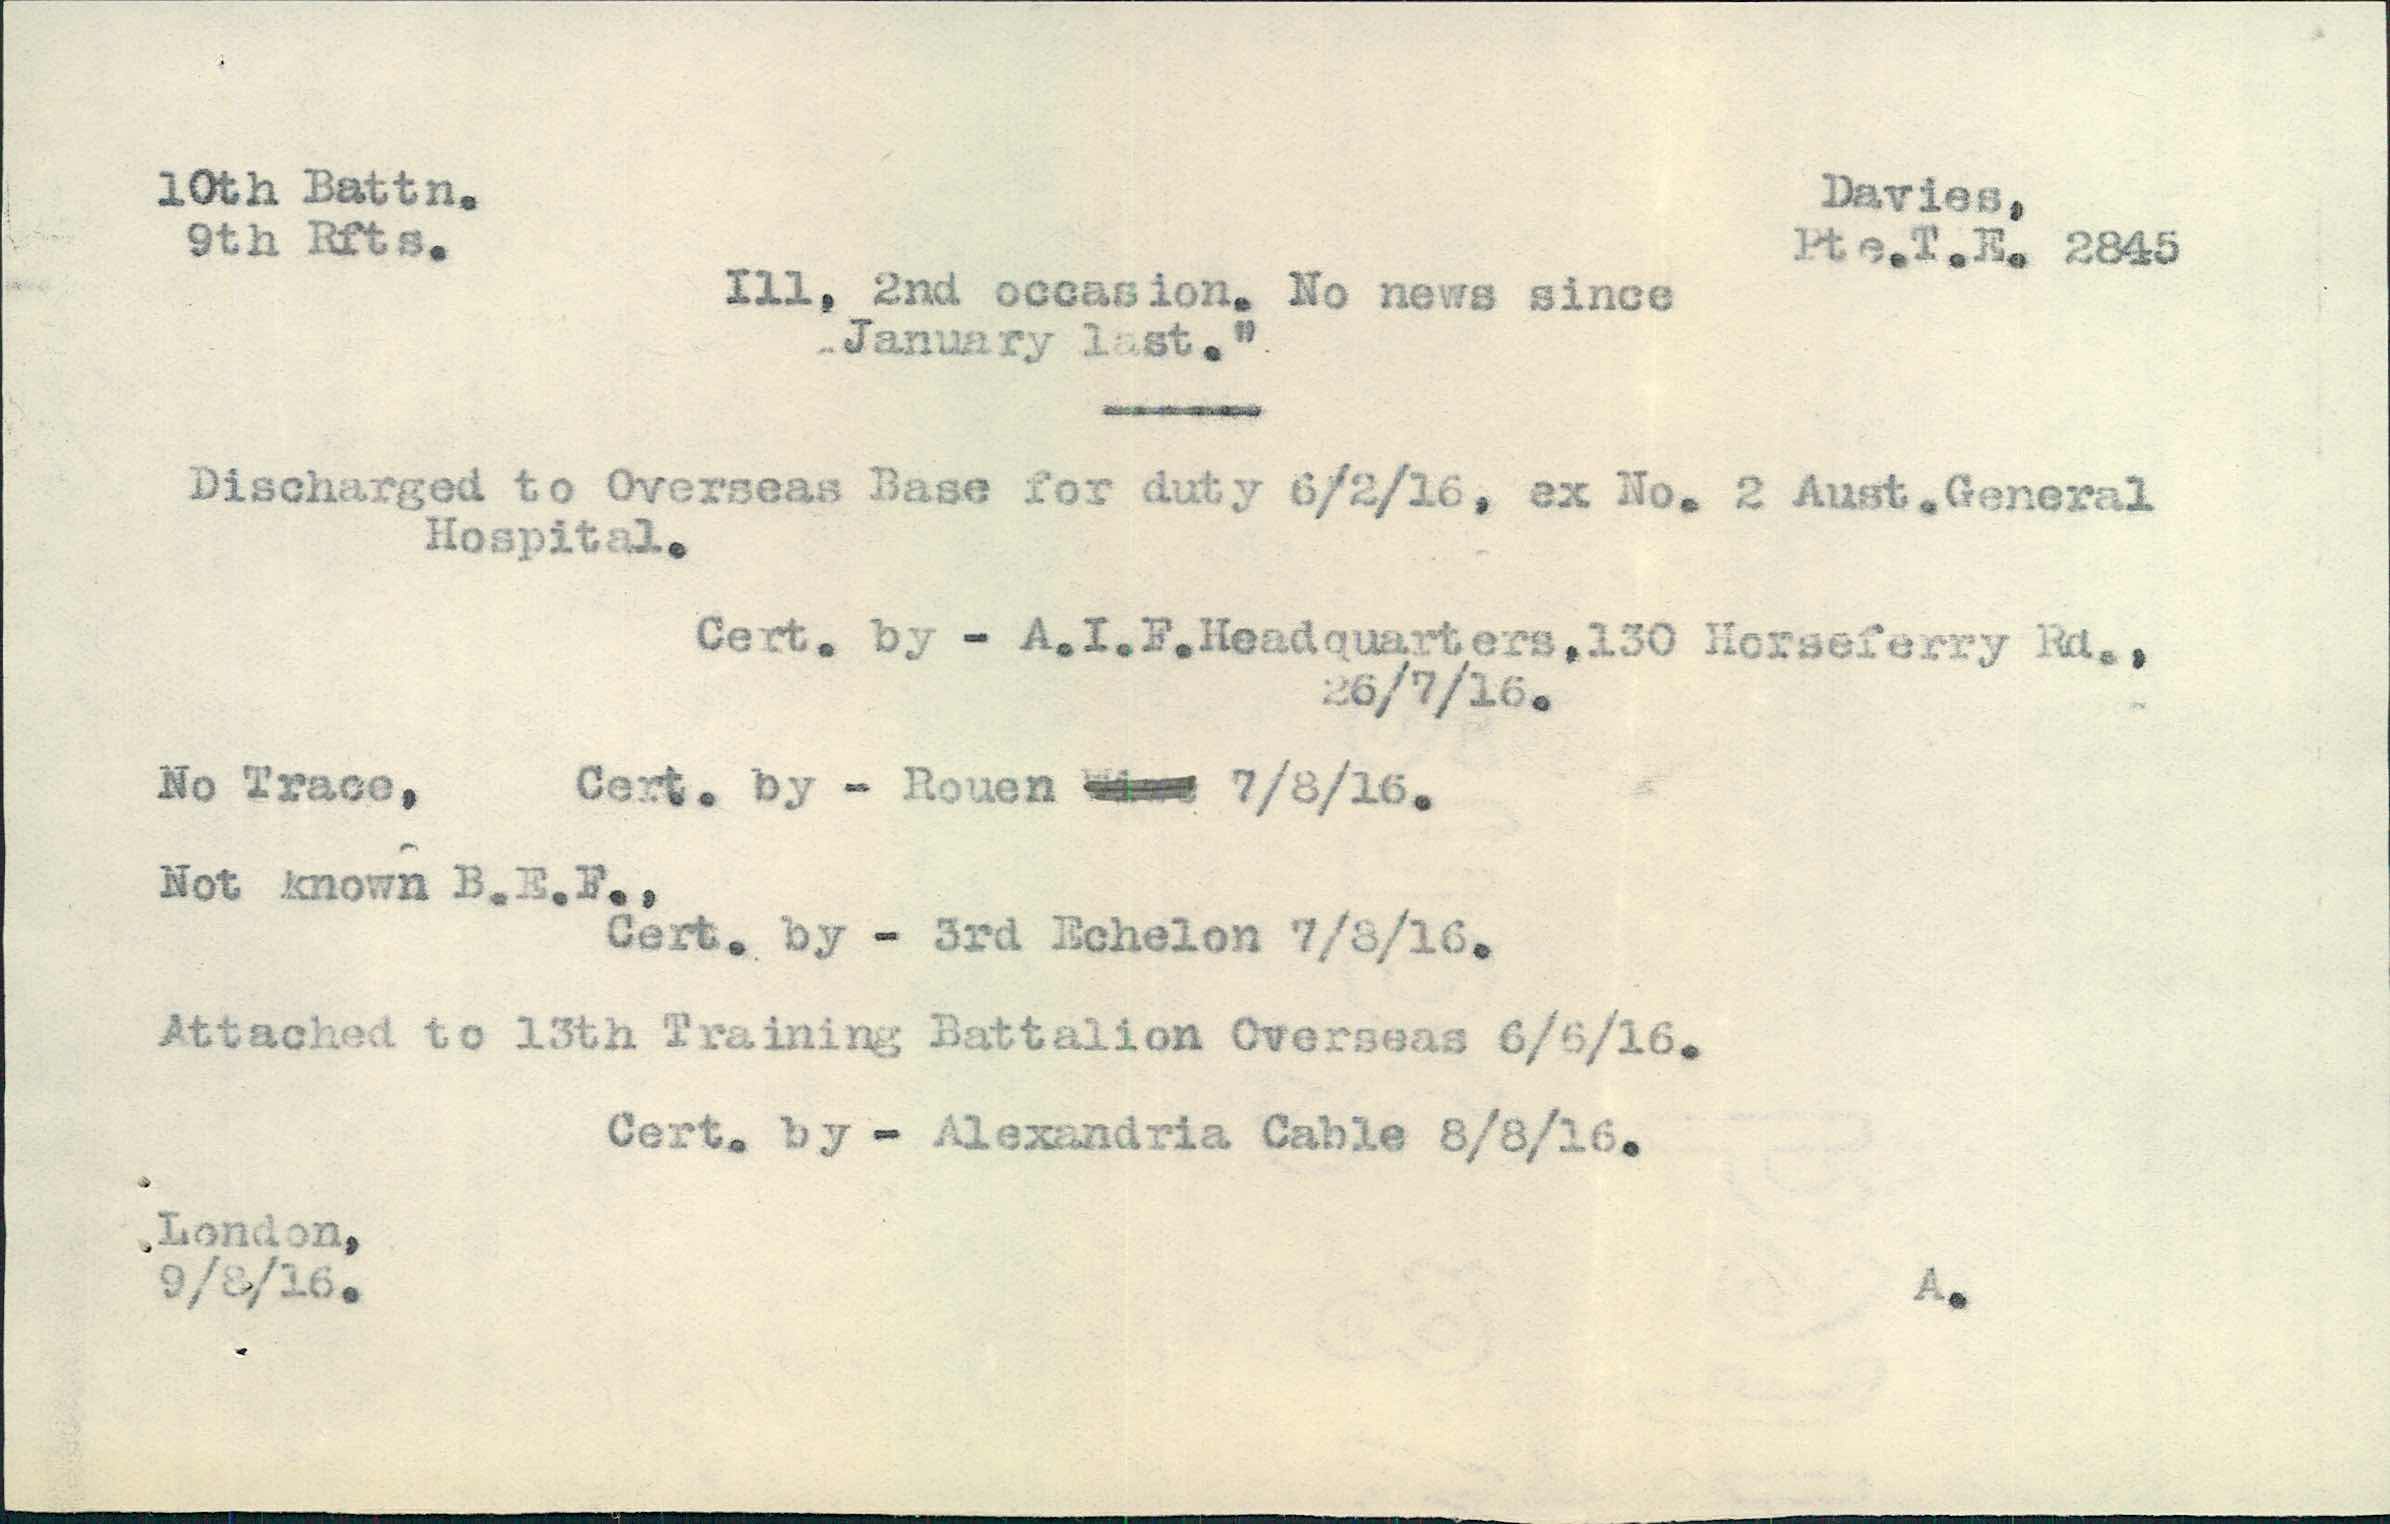 10th Battn.
9th Rfts.
Davies,
Pte.T.E. 2845
Ill, 2nd occasion. No news since
January last."
Discharged to Overseas Base for duty 6/2/16, ex No. 2 Aust.General
Hospital.
Cert. by - A.I.F.Headquarters,130 Horseferry Rd.,
26/7/16.
No Trace, Cert. by - Rouen 7/8/16.
Not known B.E.F.,
Cert. by - 3rd Echelon 7/8/16.
Attached to 13th Training Battalion Overseas 6/6/16.
Cert. by - Alexandria Cable 8/8/16.
London,
9/8/16.
A.